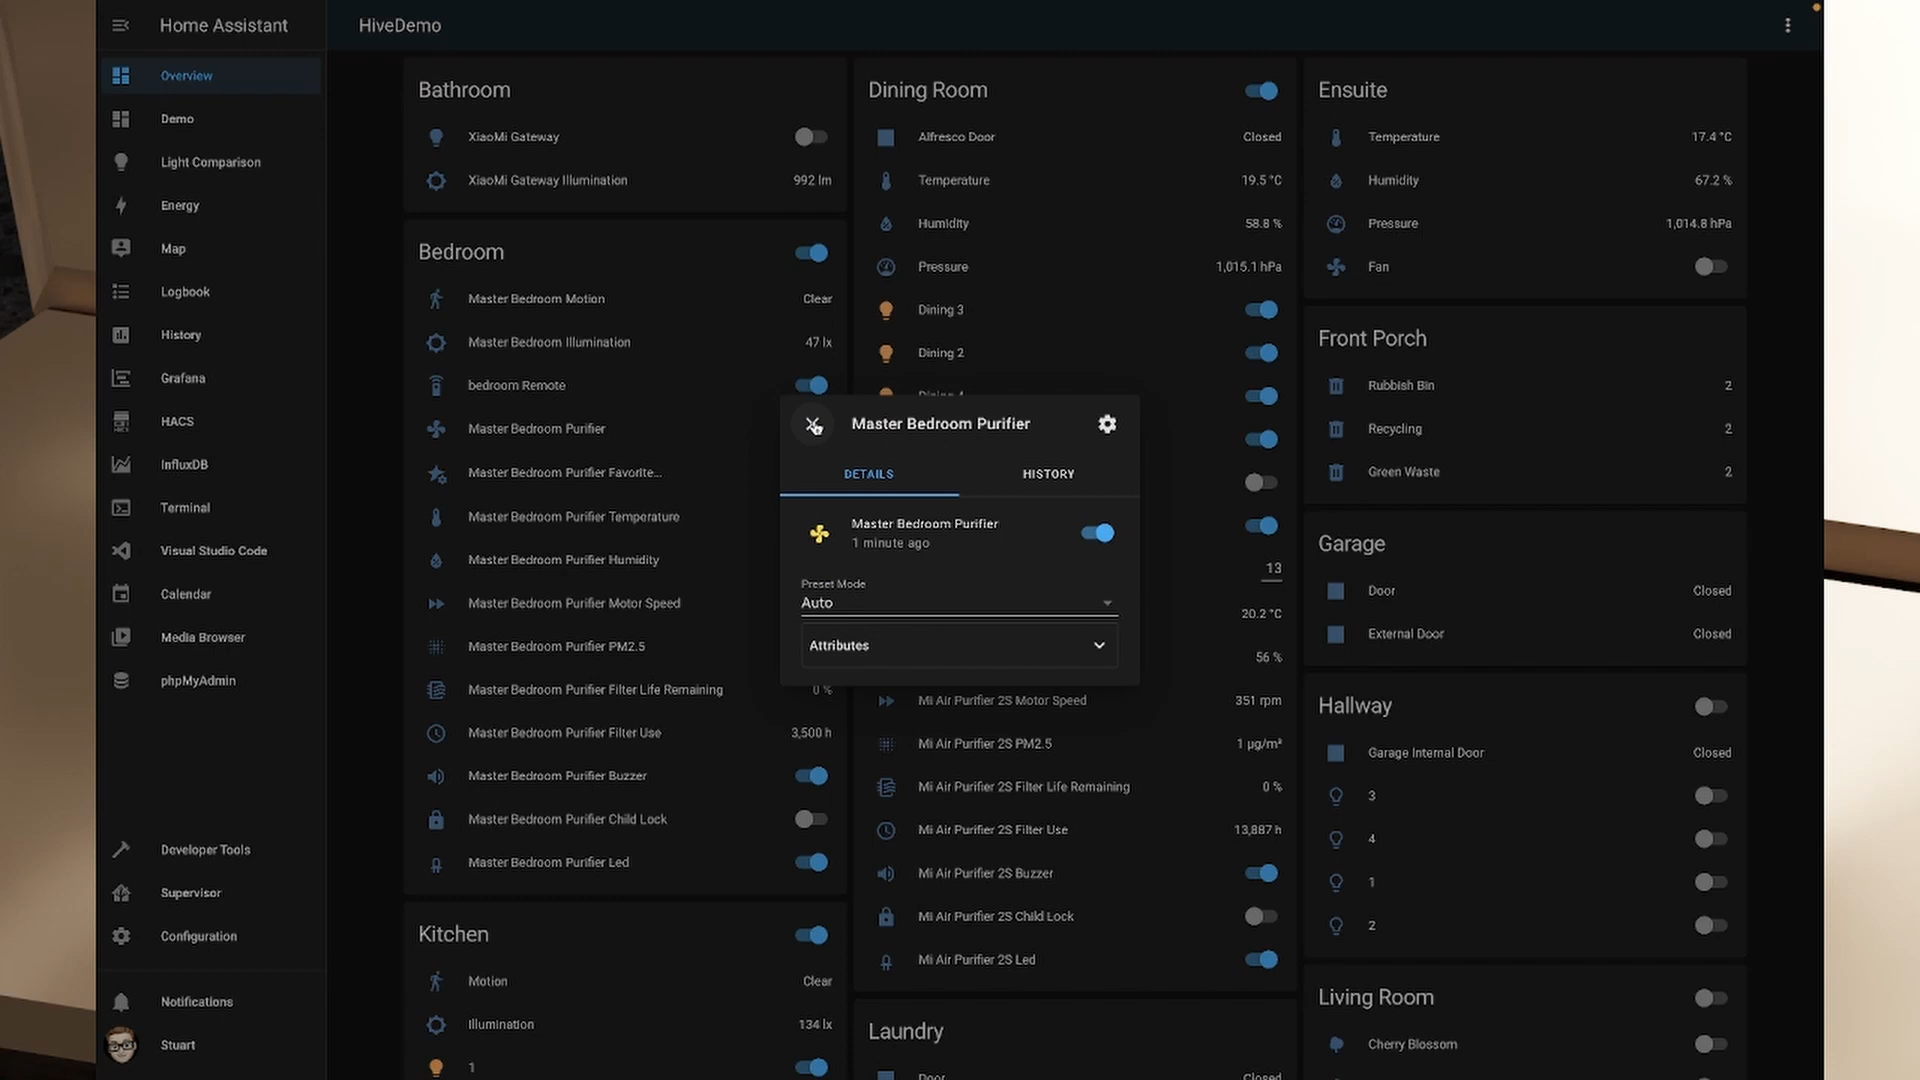 Home Assistant
HiveDemo
Overview
Demo
Light Comparison
Energy
Map
Logbook
History
Grafana
HACS
InfluxDB
Terminal
Visual Studio Code
Calendar
Media Browser
phpMyAdmin
Developer Tools
Supervisor
Configuration
Notifications
Stuart
Bathroom
XiaoMi Gateway
XiaoMi Gateway Illumination 992 lm
Bedroom
Master Bedroom Motion Clear
Master Bedroom Illumination 47 lx
bedroom Remote
Master Bedroom Purifier
Master Bedroom Purifier Favorite...
Master Bedroom Purifier Temperature
Master Bedroom Purifier Humidity
Master Bedroom Purifier Motor Speed
Master Bedroom Purifier PM2.5
Master Bedroom Purifier Filter Life Remaining 0 %
Master Bedroom Purifier Filter Use 3,500 h
Master Bedroom Purifier Buzzer
Master Bedroom Purifier Child Lock
Master Bedroom Purifier Led
Kitchen
Motion Clear
Illumination 134 lx
1
Dining Room
Alfresco Door Closed
Temperature 19.5 °C
Humidity 58.8 %
Pressure 1,015.1 hPa
Dining 3
Dining 2
Dining 4
Master Bedroom Purifier
DETAILS HISTORY
Master Bedroom Purifier
1 minute ago
Preset Mode
Auto
Attributes
13
20.2 °C
56 %
Mi Air Purifier 2S Motor Speed 351 rpm
Mi Air Purifier 2S PM2.5 1 µg/m³
Mi Air Purifier 2S Filter Life Remaining 0 %
Mi Air Purifier 2S Filter Use 13,887 h
Mi Air Purifier 2S Buzzer
Mi Air Purifier 2S Child Lock
Mi Air Purifier 2S Led
Laundry
Door Closed
Ensuite
Temperature 17.4 °C
Humidity 67.2 %
Pressure 1,014.8 hPa
Fan
Front Porch
Rubbish Bin 2
Recycling 2
Green Waste 2
Garage
Door Closed
External Door Closed
Hallway
Garage Internal Door Closed
3
4
1
2
Living Room
Cherry Blossom